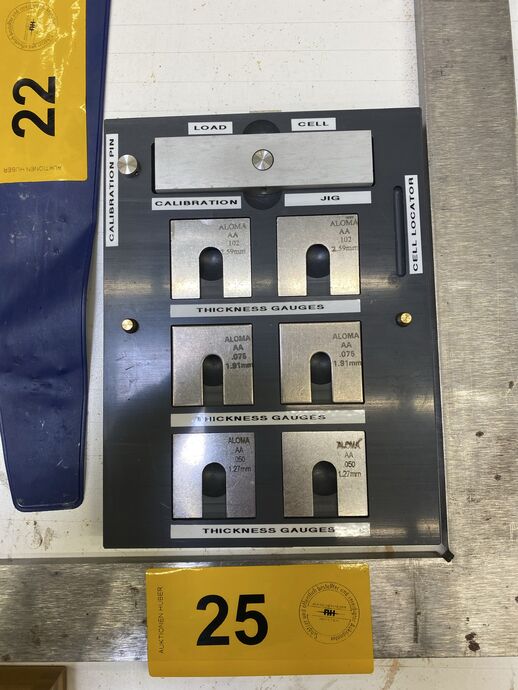 22
AUKTIONEN HUBER
CALIBRATION PIN
LOAD CELL
CALIBRATION JIG
CELL LOCATOR
ALOMA
AA
.102
2.59mm
ALOMA
AA
.102
2.59mm
THICKNESS GAUGES
ALOMA
AA
.075
1.91mm
ALOMA
AA
.075
1.91mm
THICKNESS GAUGES
ALOMA
AA
.050
1.27mm
ALOMA
AA
.050
1.27mm
THICKNESS GAUGES
AUKTIONEN HUBER
25